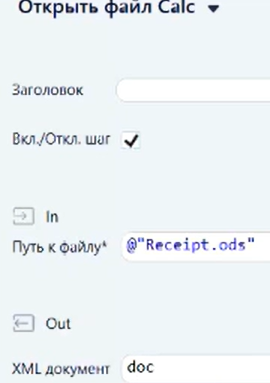 Открыть файл Calc
Заголовок
Вкл./Откл. шаг
In
Путь к файлу* @"Receipt.ods"
Out
XML документ doc